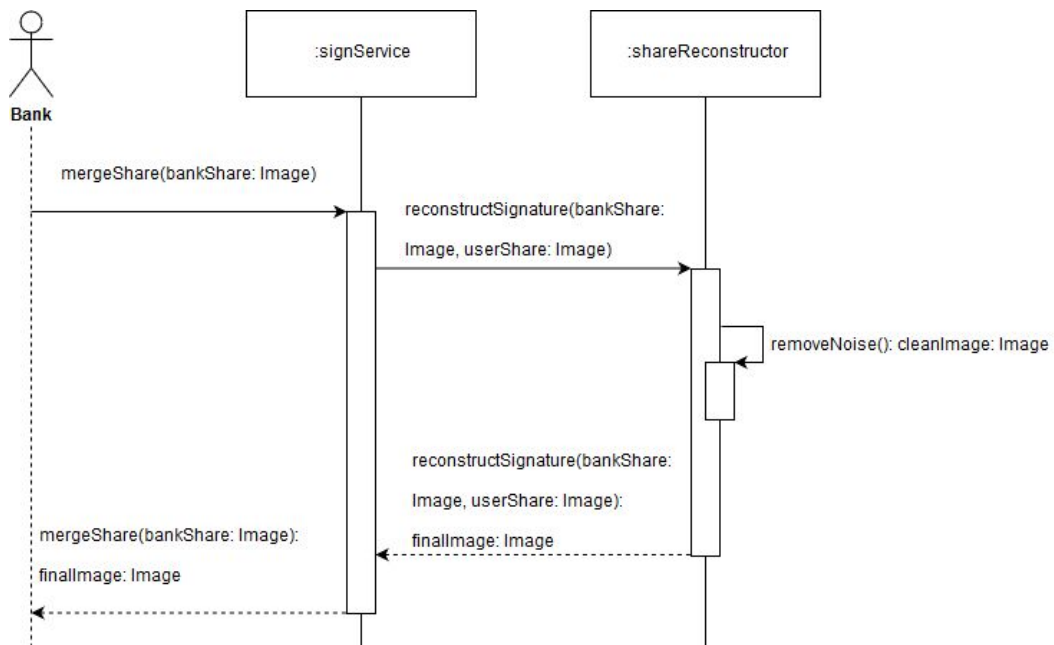 :signService
:shareReconstructor
Bank
mergeShare(bankShare: Image)
reconstructSignature(bankShare:
Image, userShare: Image)
removeNoise(): cleanImage: Image
reconstructSignature(bankShare:
Image, userShare: Image):
finalImage: Image
mergeShare(bankShare: Image):
finalImage: Image